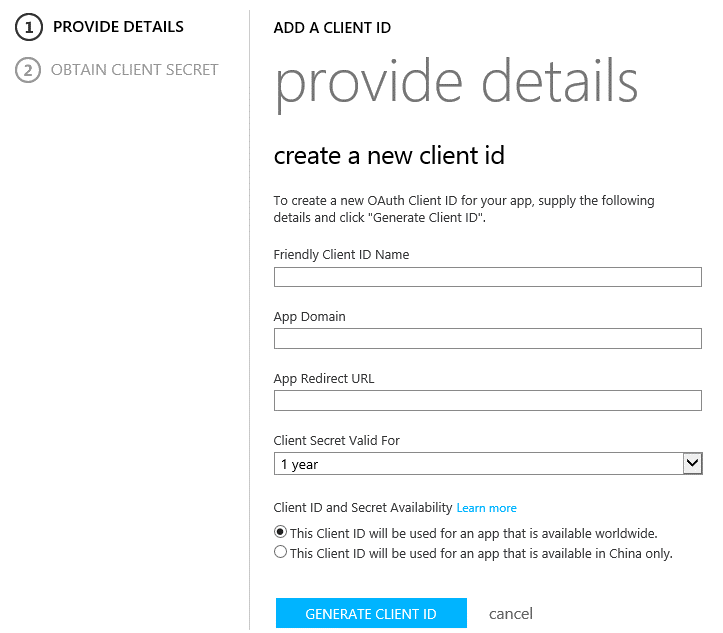 1 PROVIDE DETAILS
2 OBTAIN CLIENT SECRET
ADD A CLIENT ID
provide details
create a new client id
To create a new OAuth Client ID for your app, supply the following
details and click "Generate Client ID".
Friendly Client ID Name
App Domain
App Redirect URL
Client Secret Valid For
1 year
Client ID and Secret Availability Learn more
This Client ID will be used for an app that is available worldwide.
This Client ID will be used for an app that is available in China only.
GENERATE CLIENT ID cancel